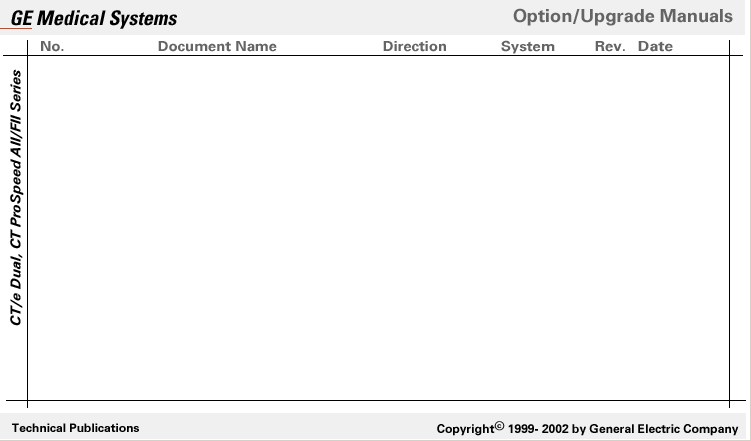 GE Medical Systems
Option/Upgrade Manuals
No. Document Name Direction System Rev. Date
CT/e Dual, CT ProSpeed AII/FII Series
Technical Publications
Copyright© 1999- 2002 by General Electric Company